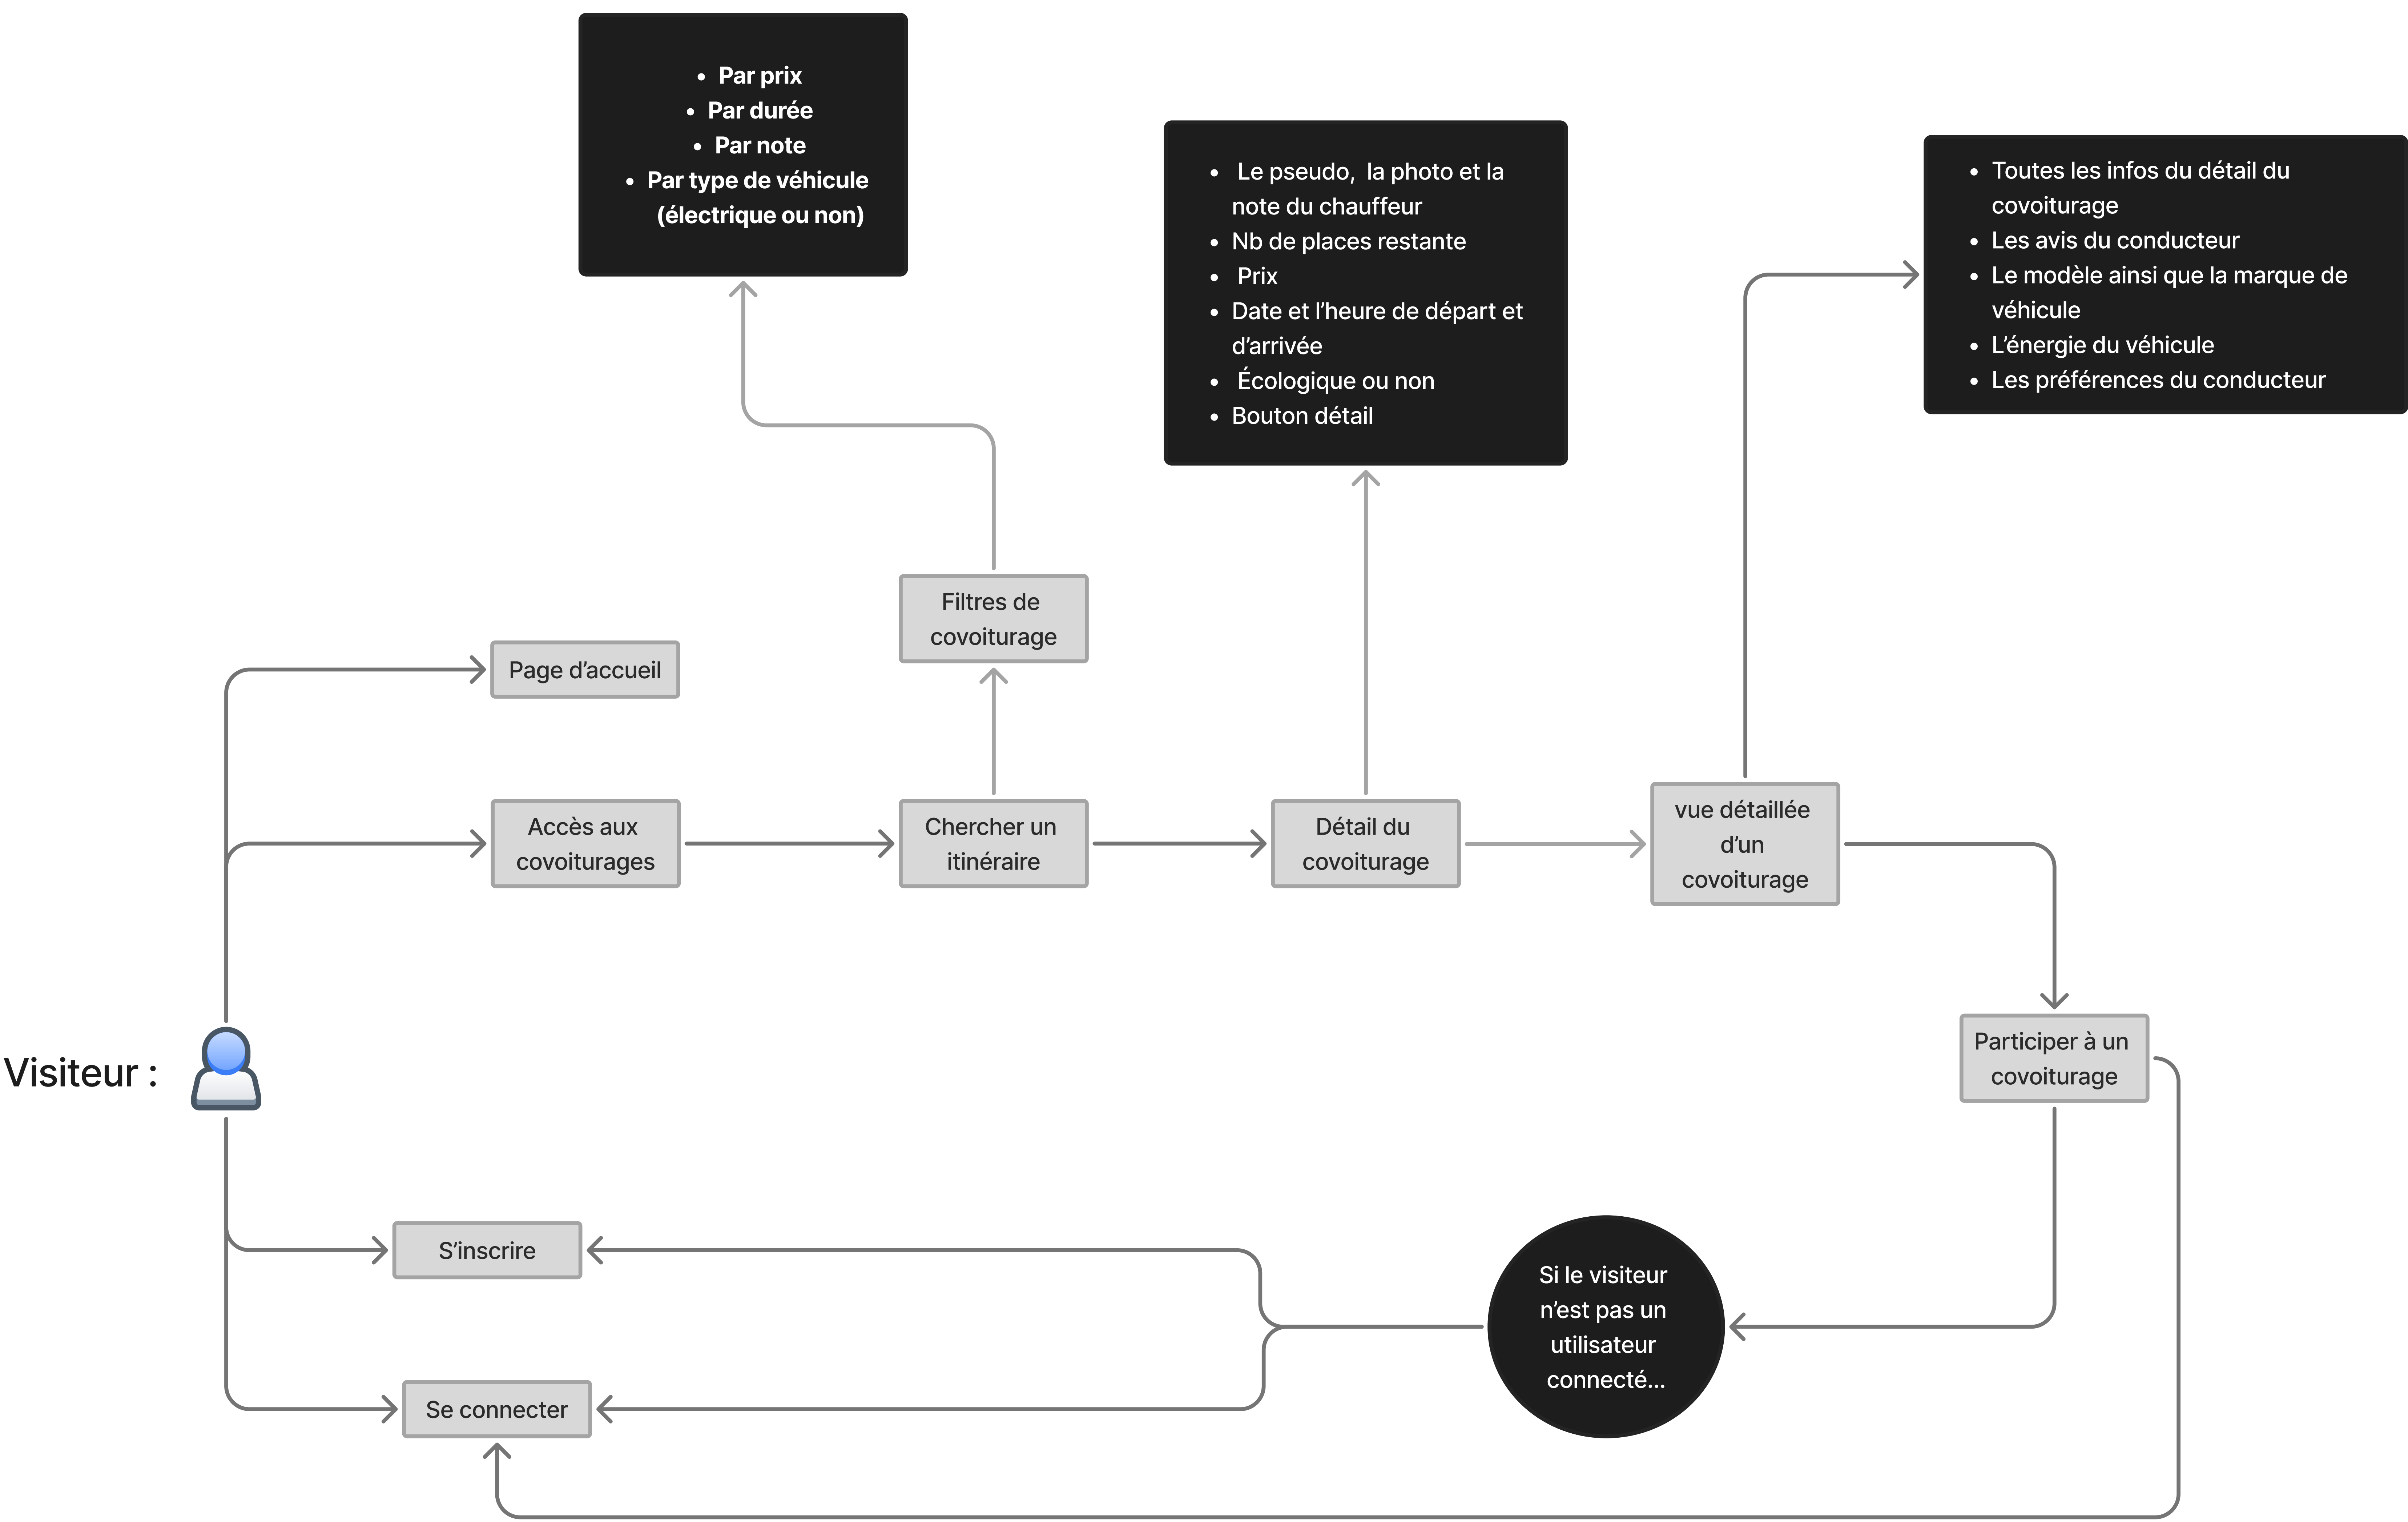 • Par prix
• Par durée
• Par note
• Par type de véhicule
(électrique ou non)
• Le pseudo, la photo et la
note du chauffeur
• Nb de places restante
• Prix
• Date et l’heure de départ et
d’arrivée
• Écologique ou non
• Bouton détail
• Toutes les infos du détail du
covoiturage
• Les avis du conducteur
• Le modèle ainsi que la marque de
véhicule
• L’énergie du véhicule
• Les préférences du conducteur
Filtres de
covoiturage
Page d’accueil
Accès aux
covoiturages
Chercher un
itinéraire
Détail du
covoiturage
vue détaillée
d’un
covoiturage
Visiteur :
Participer à un
covoiturage
S’inscrire
Si le visiteur
n’est pas un
utilisateur
connecté...
Se connecter